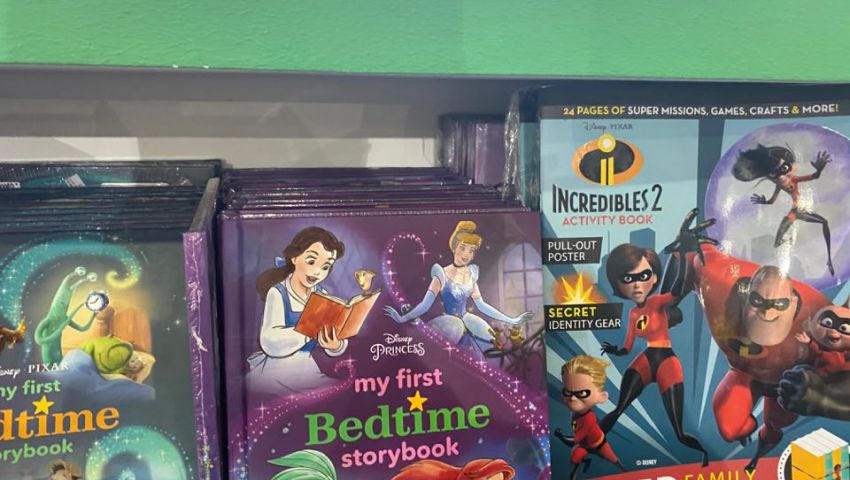 Disney PIXAR
my first
dtime
orybook
Disney
PRINCESS
my first
Bedtime
storybook
24 PAGES OF SUPER MISSIONS, GAMES, CRAFTS & MORE!
Disney · PIXAR
INCREDIBLES 2
ACTIVITY BOOK
PULL-OUT
POSTER
SECRET
IDENTITY GEAR
© DISNEY
FAMILY